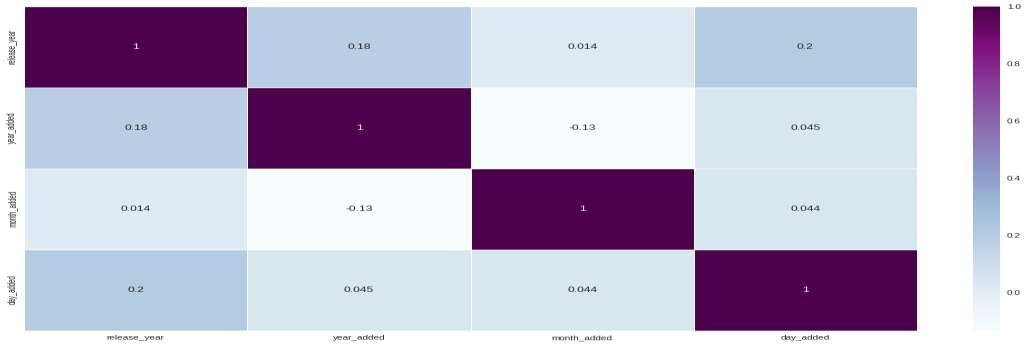 release_year 1 0.18 0.014 0.2
year_added 0.18 1 -0.13 0.045
month_added 0.014 -0.13 1 0.044
day_added 0.2 0.045 0.044 1
release_year year_added month_added day_added
1.0
0.8
0.6
0.4
0.2
0.0